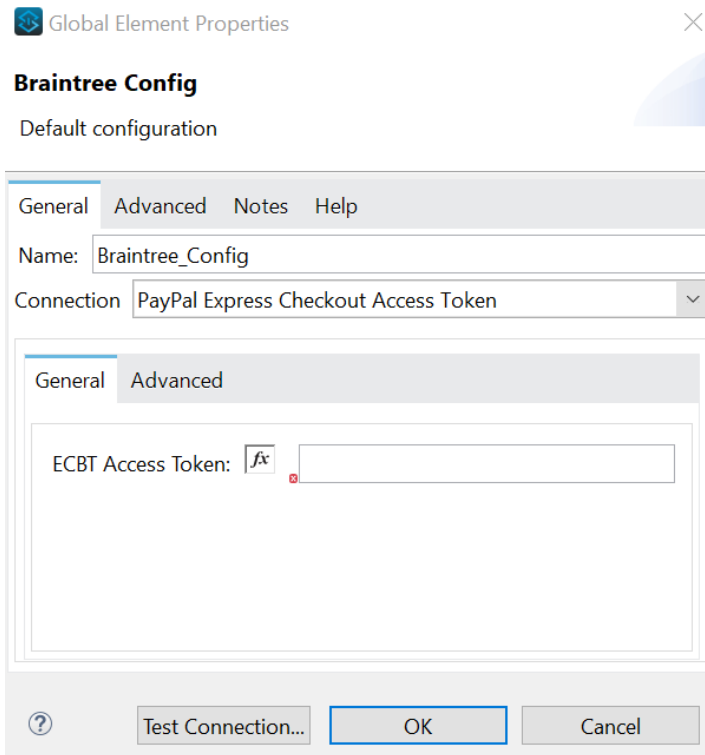 Global Element Properties
Braintree Config
Default configuration
General Advanced Notes Help
Name: Braintree_Config
Connection PayPal Express Checkout Access Token
General Advanced
ECBT Access Token: fx
? Test Connection... OK Cancel